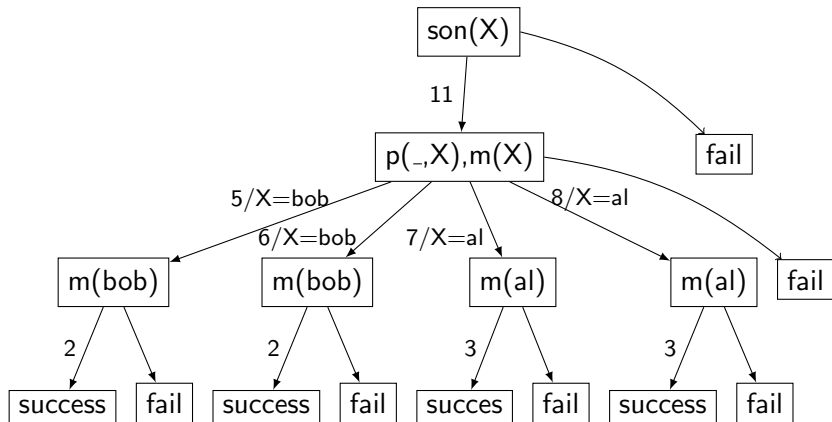 son(X)
11
fail
p(_,X),m(X)
5/X=bob
8/X=al
6/X=bob
7/X=al
m(bob)
m(bob)
m(al)
m(al)
fail
2
2
3
3
success
fail
success
fail
succes
fail
success
fail